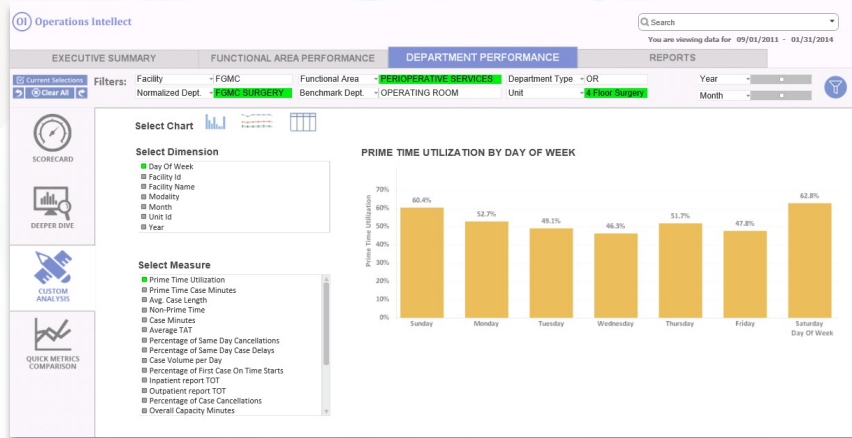 OI Operations Intellect
Search
You are viewing data for 09/01/2011 - 01/31/2014
EXECUTIVE SUMMARY FUNCTIONAL AREA PERFORMANCE DEPARTMENT PERFORMANCE REPORTS
Current Selections
Clear All
Filters:
Facility FGMC Functional Area PERIOPERATIVE SERVICES Department Type OR Year
Normalized Dept. FGMC SURGERY Benchmark Dept. OPERATING ROOM Unit 4 Floor Surgery Month
SCORECARD
DEEPER DIVE
CUSTOM
ANALYSIS
QUICK METRICS
COMPARISON
Select Chart
Select Dimension
Day Of Week
Facility Id
Facility Name
Modality
Month
Unit Id
Year
Select Measure
Prime Time Utilization
Prime Time Case Minutes
Avg. Case Length
Non-Prime Time
Case Minutes
Average TAT
Percentage of Same Day Cancellations
Percentage of Same Day Case Delays
Case Volume per Day
Percentage of First Case On Time Starts
Inpatient report TOT
Outpatient report TOT
Percentage of Case Cancellations
Overall Capacity Minutes
PRIME TIME UTILIZATION BY DAY OF WEEK
Prime Time Utilization
70%
60%
50%
40%
30%
20%
10%
0%
60.4% 52.7% 49.1% 46.3% 51.7% 47.8% 62.8%
Sunday Monday Tuesday Wednesday Thursday Friday Saturday
Day Of Week